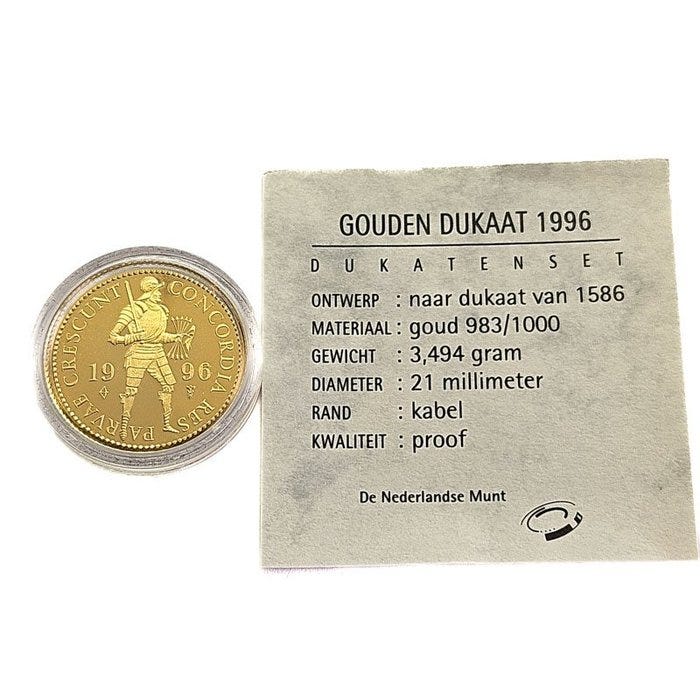 CONCORDIA RES PARVAE CRESCUNT
19 96
GOUDEN DUKAAT 1996
DUKATENSET
ONTWERP : naar dukaat van 1586
MATERIAAL : goud 983/1000
GEWICHT : 3,494 gram
DIAMETER : 21 millimeter
RAND : kabel
KWALITEIT : proof
De Nederlandse Munt